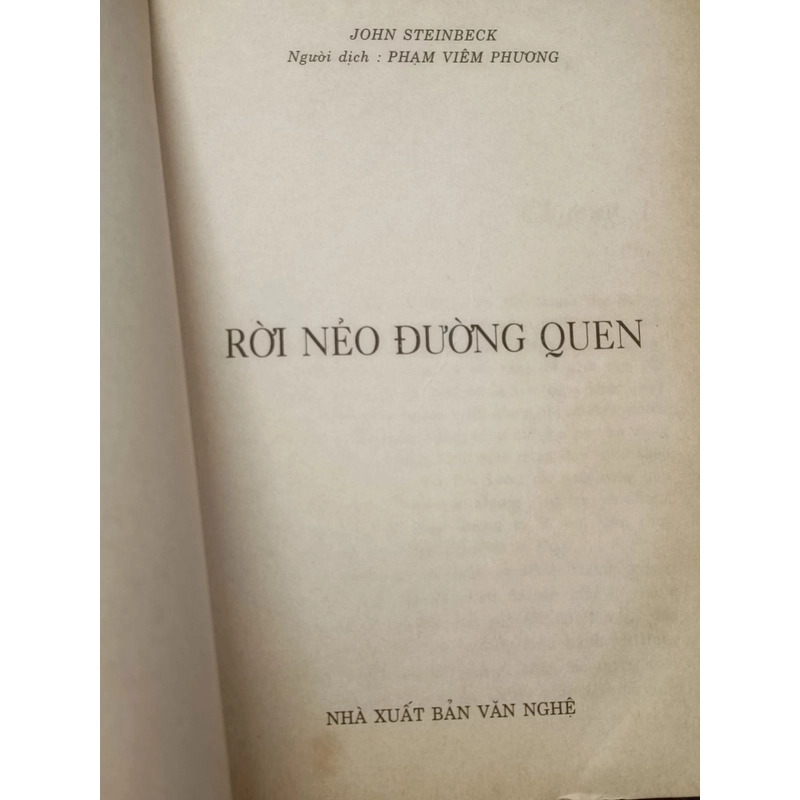 JOHN STEINBECK
Người dịch : PHẠM VIÊM PHƯƠNG
RỜI NẺO ĐƯỜNG QUEN
NHÀ XUẤT BẢN VĂN NGHỆ